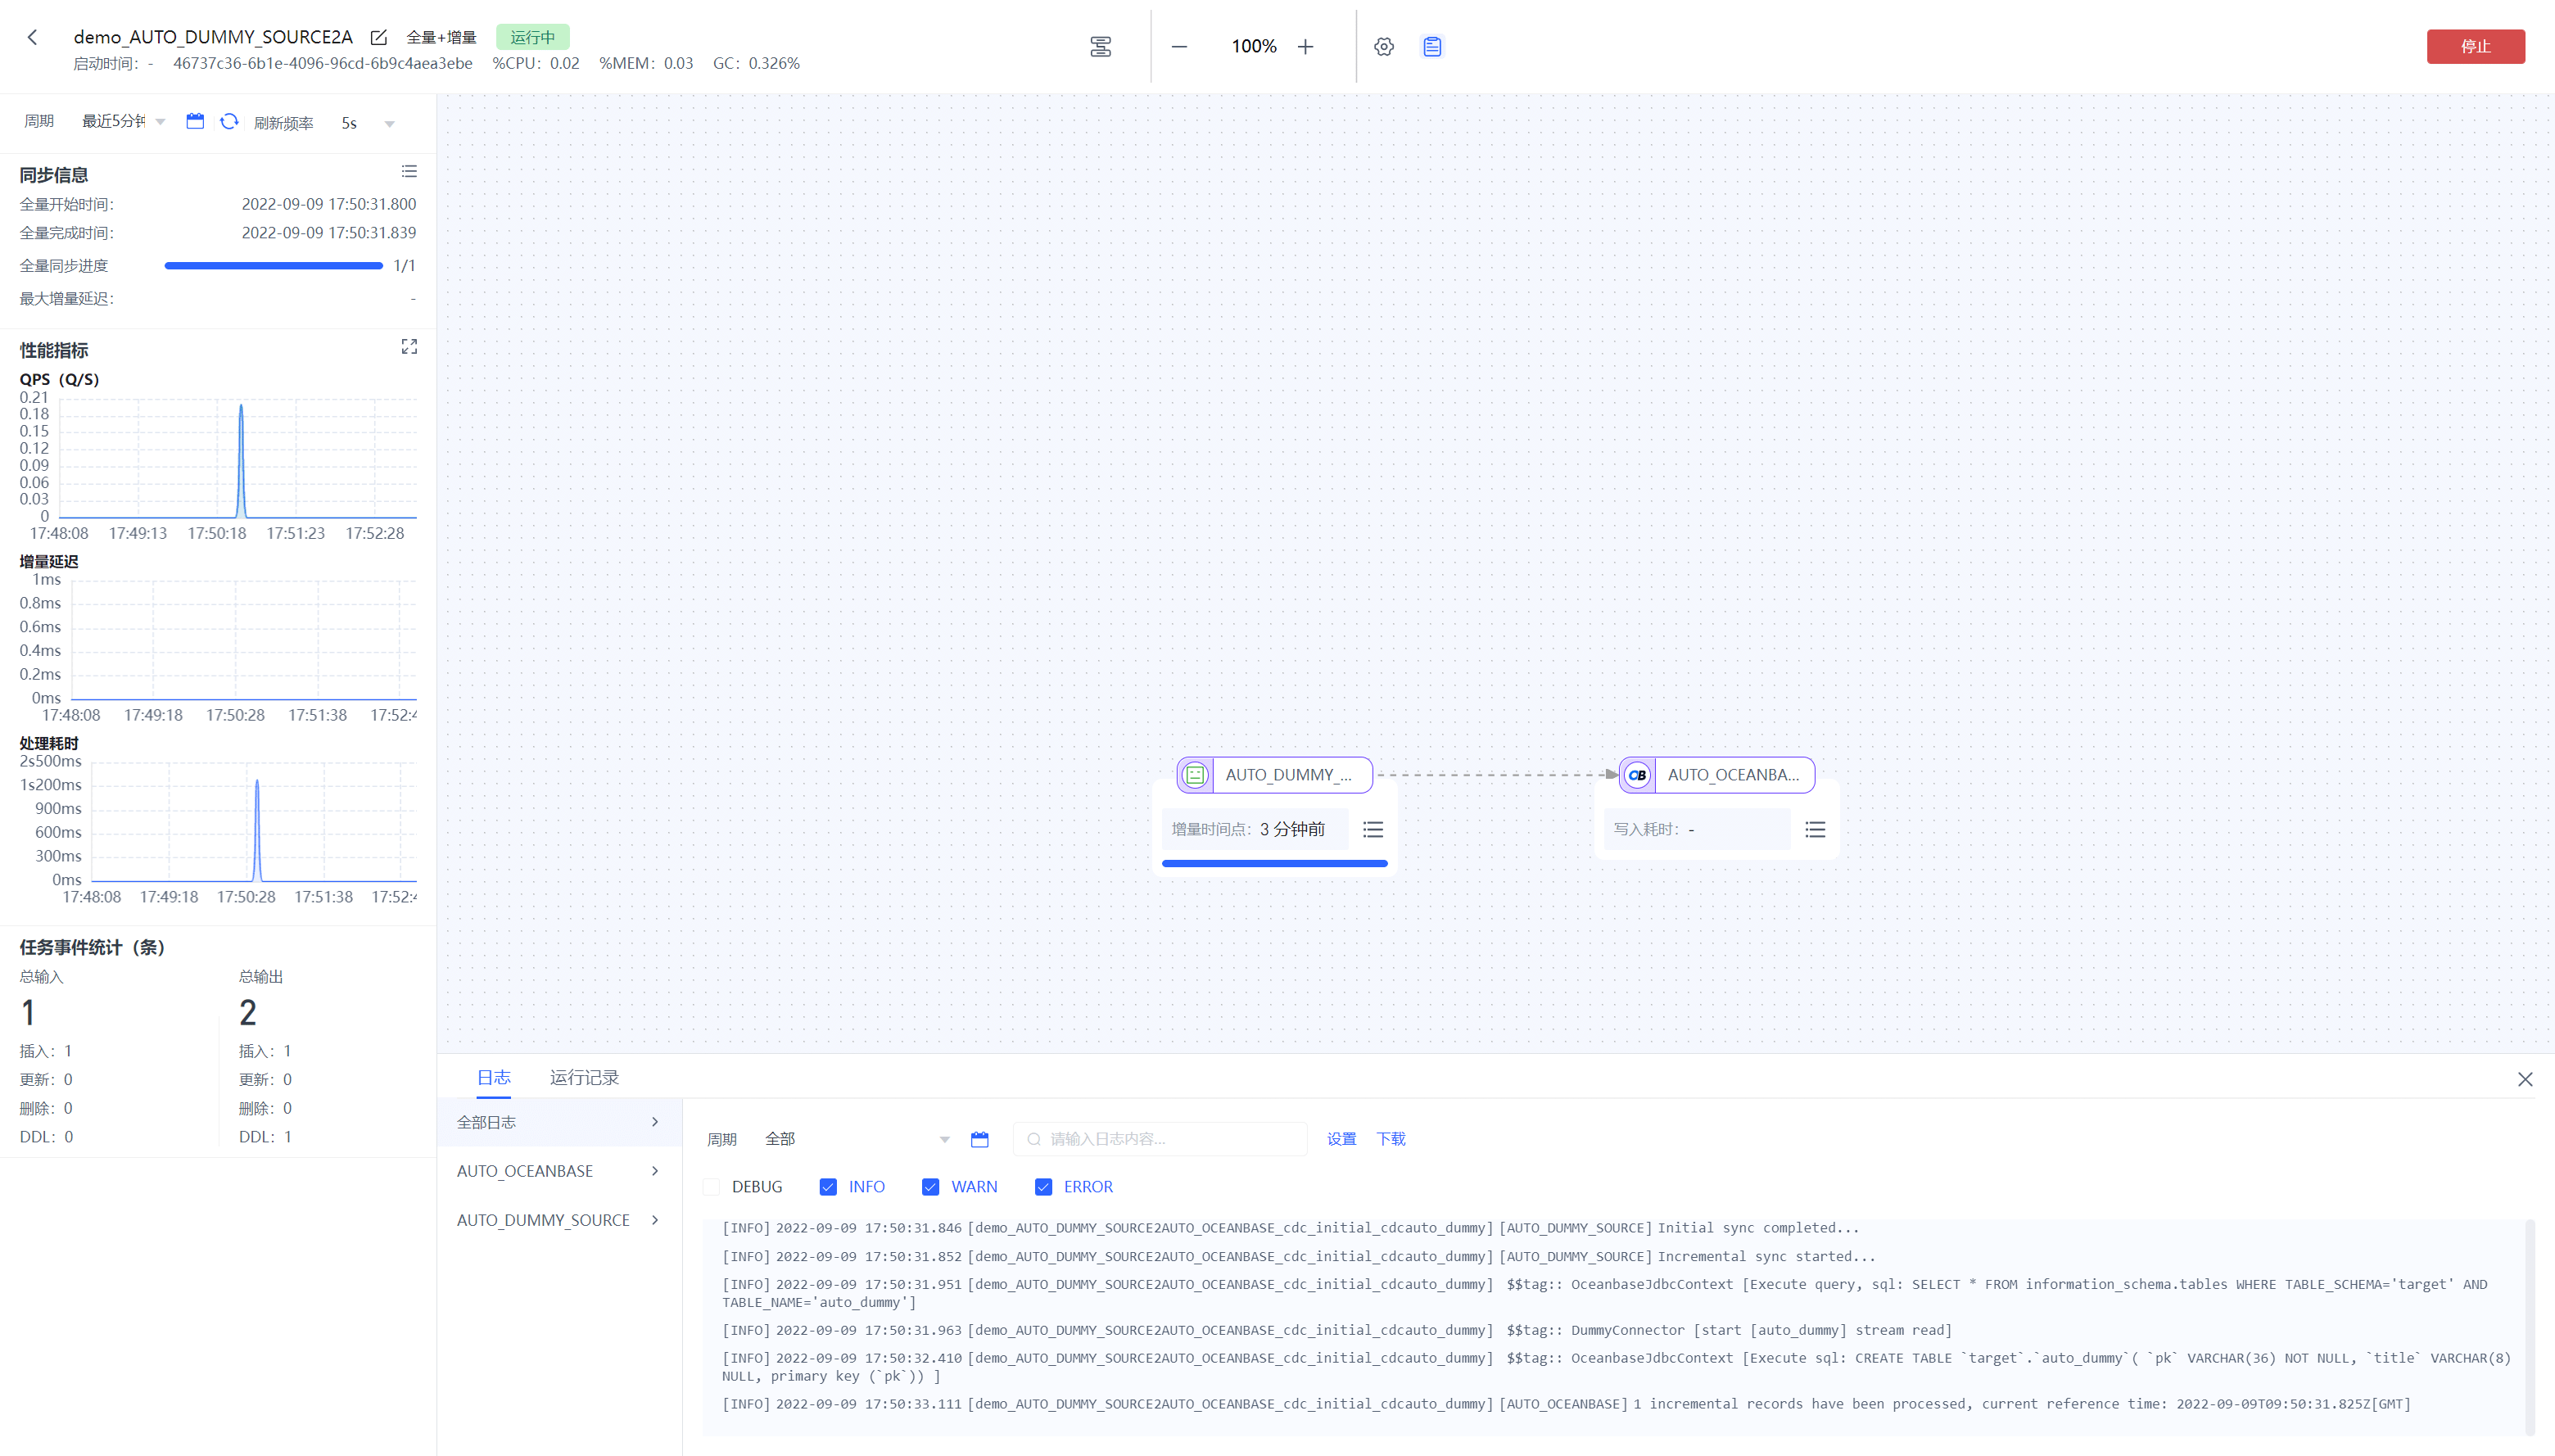 demo_AUTO_DUMMY_SOURCE2A 全量+增量 运行中
启动时间：- 46737c36-6b1e-4096-96cd-6b9c4aea3ebe %CPU：0.02 %MEM：0.03 GC：0.326%
100%
停止
周期 最近5分钟 刷新频率 5s
同步信息
全量开始时间： 2022-09-09 17:50:31.800
全量完成时间： 2022-09-09 17:50:31.839
全量同步进度 1/1
最大增量延迟： -
性能指标
QPS（Q/S）
0.21
0.18
0.15
0.12
0.09
0.06
0.03
0
17:48:08 17:49:13 17:50:18 17:51:23 17:52:28
增量延迟
1ms
0.8ms
0.6ms
0.4ms
0.2ms
0ms
17:48:08 17:49:18 17:50:28 17:51:38 17:52:4
处理耗时
2s500ms
1s200ms
900ms
600ms
300ms
0ms
17:48:08 17:49:18 17:50:28 17:51:38 17:52:4
任务事件统计（条）
总输入 总输出
1 2
插入：1 插入：1
更新：0 更新：0
删除：0 删除：0
DDL：0 DDL：1
AUTO_DUMMY_...
增量时间点：3 分钟前
OB AUTO_OCEANBA...
写入耗时：-
日志 运行记录
全部日志
AUTO_OCEANBASE
AUTO_DUMMY_SOURCE
周期 全部 请输入日志内容... 设置 下载
DEBUG INFO WARN ERROR
[INFO] 2022-09-09 17:50:31.846 [demo_AUTO_DUMMY_SOURCE2AUTO_OCEANBASE_cdc_initial_cdcauto_dummy] [AUTO_DUMMY_SOURCE] Initial sync completed...
[INFO] 2022-09-09 17:50:31.852 [demo_AUTO_DUMMY_SOURCE2AUTO_OCEANBASE_cdc_initial_cdcauto_dummy] [AUTO_DUMMY_SOURCE] Incremental sync started...
[INFO] 2022-09-09 17:50:31.951 [demo_AUTO_DUMMY_SOURCE2AUTO_OCEANBASE_cdc_initial_cdcauto_dummy] $$tag:: OceanbaseJdbcContext [Execute query, sql: SELECT * FROM information_schema.tables WHERE TABLE_SCHEMA='target' AND
TABLE_NAME='auto_dummy']
[INFO] 2022-09-09 17:50:31.963 [demo_AUTO_DUMMY_SOURCE2AUTO_OCEANBASE_cdc_initial_cdcauto_dummy] $$tag:: DummyConnector [start [auto_dummy] stream read]
[INFO] 2022-09-09 17:50:32.410 [demo_AUTO_DUMMY_SOURCE2AUTO_OCEANBASE_cdc_initial_cdcauto_dummy] $$tag:: OceanbaseJdbcContext [Execute sql: CREATE TABLE `target`.`auto_dummy`( `pk` VARCHAR(36) NOT NULL, `title` VARCHAR(8)
NULL, primary key (`pk`)) ]
[INFO] 2022-09-09 17:50:33.111 [demo_AUTO_DUMMY_SOURCE2AUTO_OCEANBASE_cdc_initial_cdcauto_dummy] [AUTO_OCEANBASE] 1 incremental records have been processed, current reference time: 2022-09-09T09:50:31.825Z[GMT]